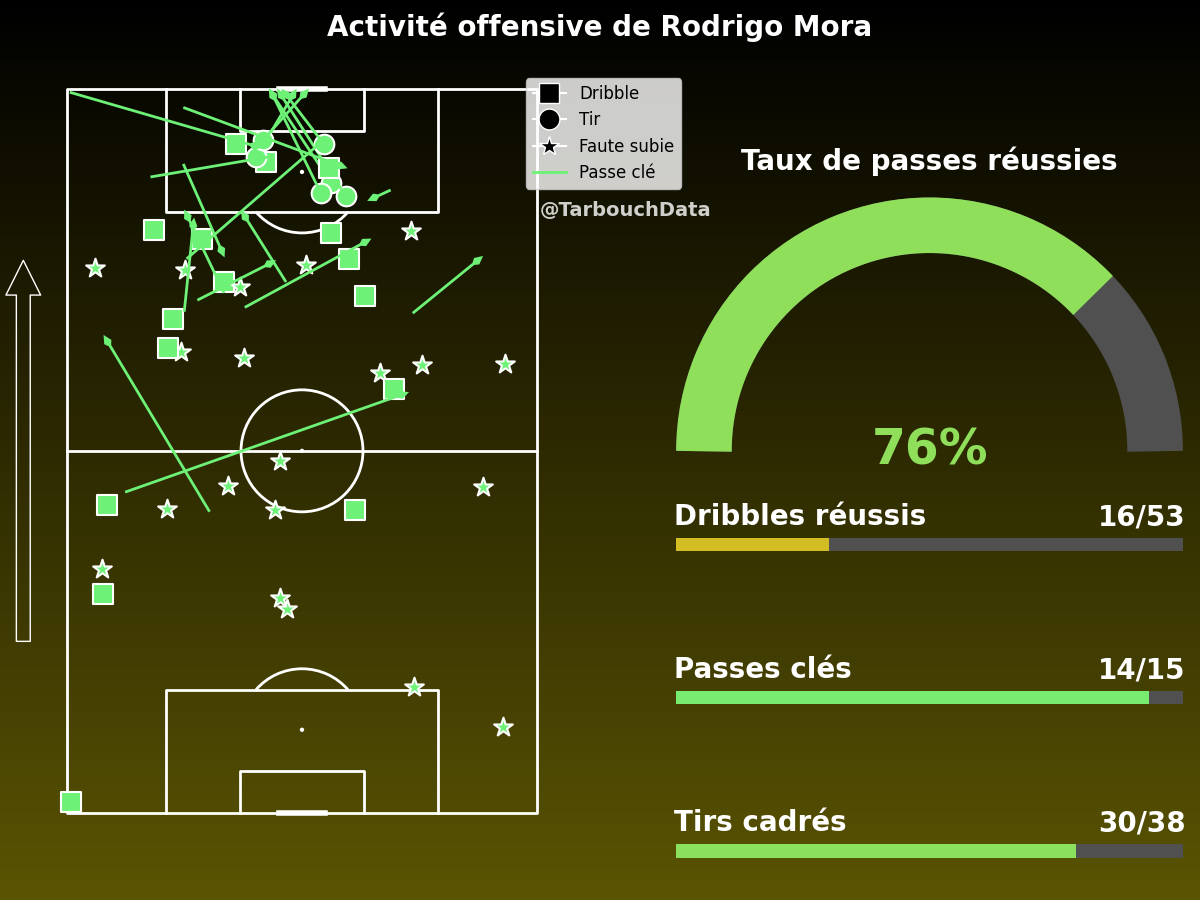 Activité offensive de Rodrigo Mora
Dribble
Tir
Faute subie
Passe clé
@TarbouchData
Taux de passes réussies
76%
Dribbles réussis 16/53
Passes clés 14/15
Tirs cadrés 30/38